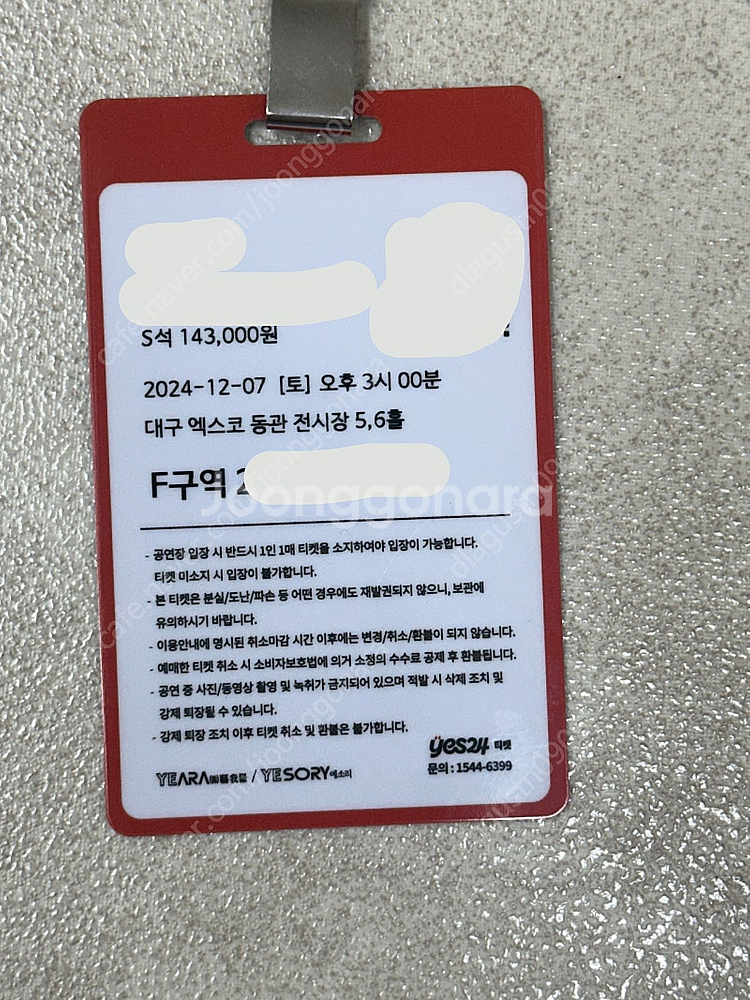 S석 143,000원
2024-12-07 [토] 오후 3시 00분
대구 엑스코 동관 전시장 5,6홀
F구역 2
Joonggonara
- 공연장 입장 시 반드시 1인 1매 티켓을 소지하여야 입장이 가능합니다.
티켓 미소지 시 입장이 불가합니다.
- 본 티켓은 분실/도난/파손 등 어떤 경우에도 재발권되지 않으니, 보관에
유의하시기 바랍니다.
- 이용안내에 명시된 취소마감 시간 이후에는 변경/취소/환불이 되지 않습니다.
- 예매한 티켓 취소 시 소비자보호법에 의거 소정의 수수료 공제 후 환불됩니다.
- 공연 중 사진/동영상 촬영 및 녹취가 금지되어 있으며 적발 시 삭제 조치 및
강제 퇴장될 수 있습니다.
- 강제 퇴장 조치 이후 티켓 취소 및 환불은 불가합니다.
yes24 티켓
YEARA / YESORY예소리
문의 : 1544-6399